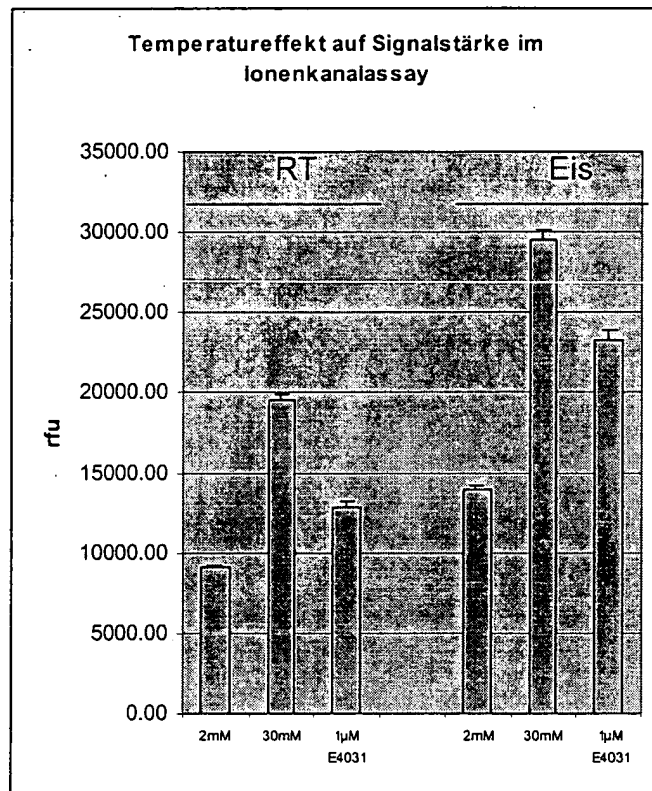 Temperatureffekt auf Signalstärke im
Ionenkanalassay
RT
Eis
35000.00
30000.00
25000.00
20000.00
15000.00
10000.00
5000.00
0.00
rfu
2mM 30mM 1µM 2mM 30mM 1µM
E4031 E4031